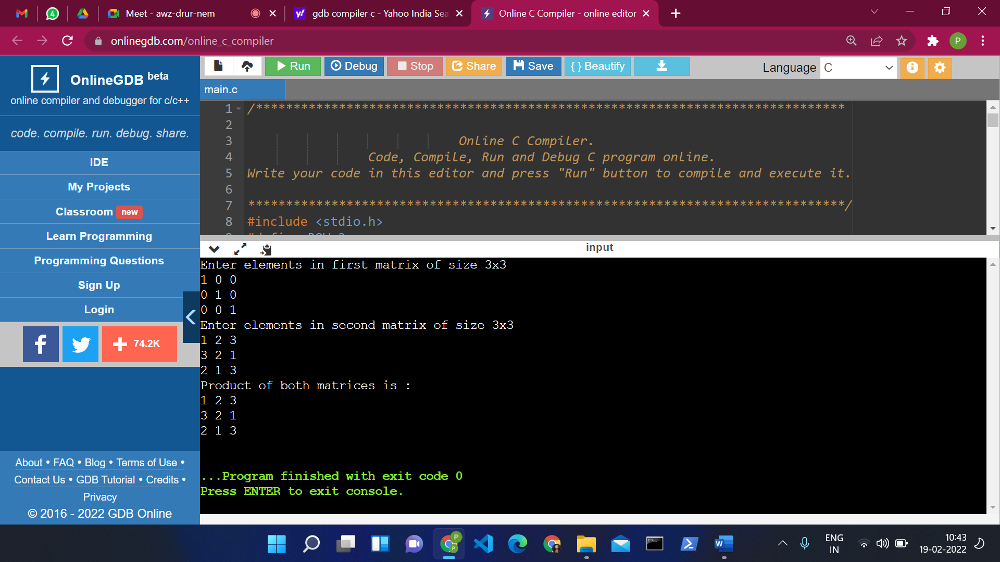 Meet - awz-drur-nem
gdb compiler c - Yahoo India Sea
Online C Compiler - online editor
onlinegdb.com/online_c_compiler
P
OnlineGDB beta
online compiler and debugger for c/c++
code. compile. run. debug. share.
IDE
My Projects
Classroom new
Learn Programming
Programming Questions
Sign Up
Login
74.2K
About • FAQ • Blog • Terms of Use •
Contact Us • GDB Tutorial • Credits •
Privacy
© 2016 - 2022 GDB Online
Run Debug Stop Share Save { } Beautify
Language C
main.c
1 /******************************************************************************
2
3 Online C Compiler.
4 Code, Compile, Run and Debug C program online.
5 Write your code in this editor and press "Run" button to compile and execute it.
6
7 *******************************************************************************/
8 #include <stdio.h>
input
Enter elements in first matrix of size 3x3
1 0 0
0 1 0
0 0 1
Enter elements in second matrix of size 3x3
1 2 3
3 2 1
2 1 3
Product of both matrices is :
1 2 3
3 2 1
2 1 3
...Program finished with exit code 0
Press ENTER to exit console.
ENG
IN
10:43
19-02-2022